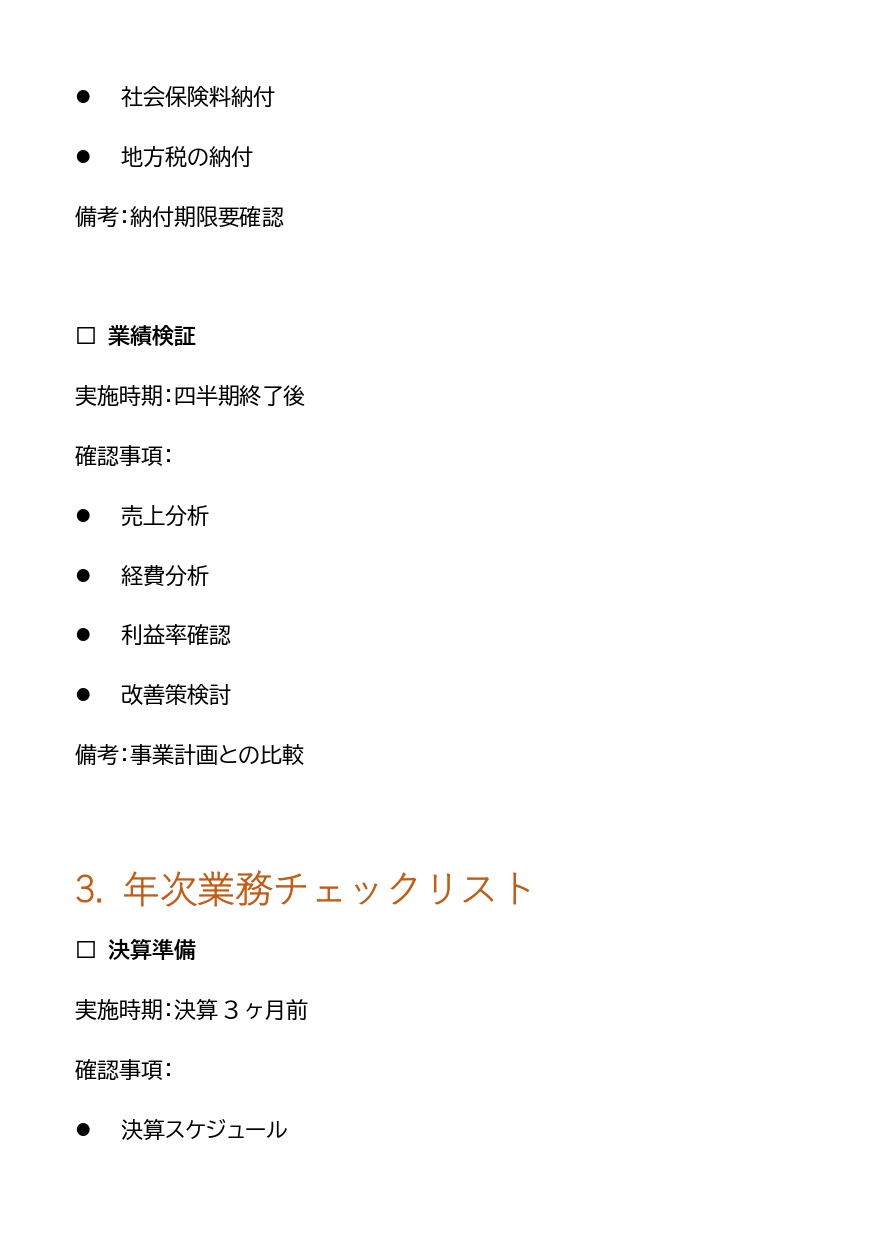 ● 社会保険料納付
● 地方税の納付
備考：納付期限要確認
□ 業績検証
実施時期：四半期終了後
確認事項：
● 売上分析
● 経費分析
● 利益率確認
● 改善策検討
備考：事業計画との比較
3. 年次業務チェックリスト
□ 決算準備
実施時期：決算 3 ヶ月前
確認事項：
● 決算スケジュール